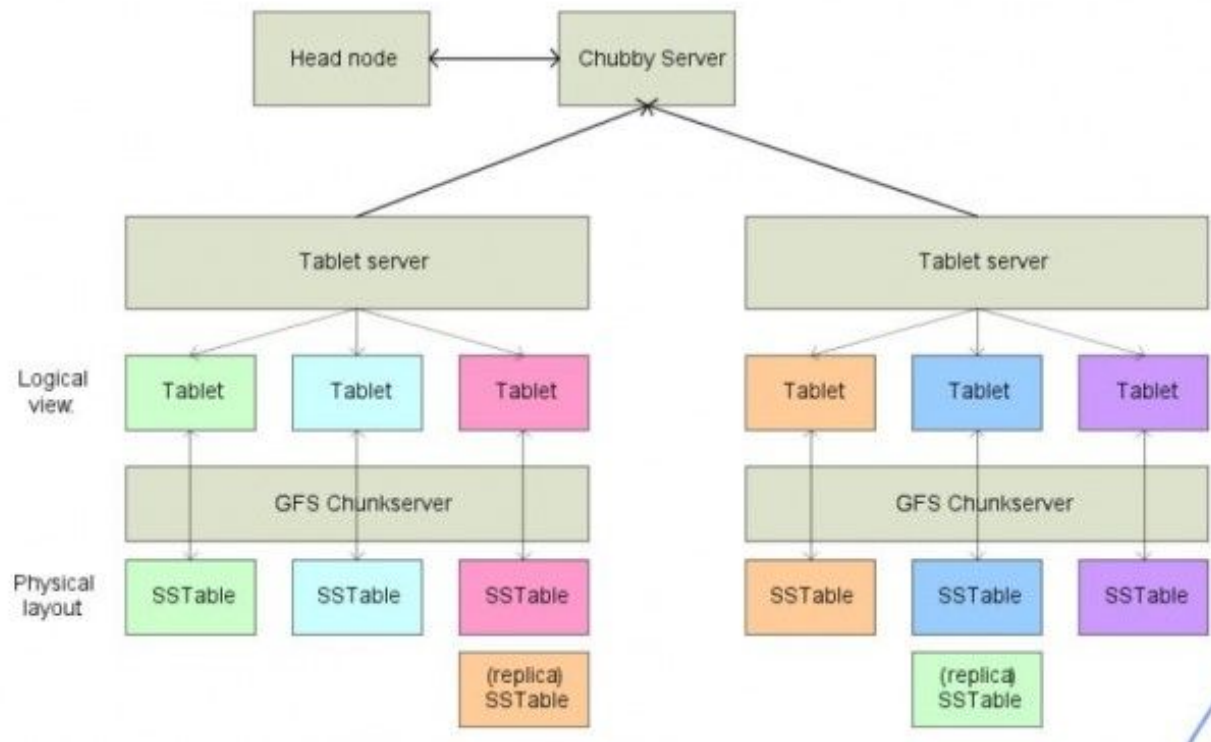 Head node
Chubby Server
Tablet server
Tablet server
Logical
view:
Tablet
Tablet
Tablet
Tablet
Tablet
Tablet
GFS Chunkserver
GFS Chunkserver
Physical
layout
SSTable
SSTable
SSTable
SSTable
SSTable
SSTable
(replica)
SSTable
(replica)
SSTable